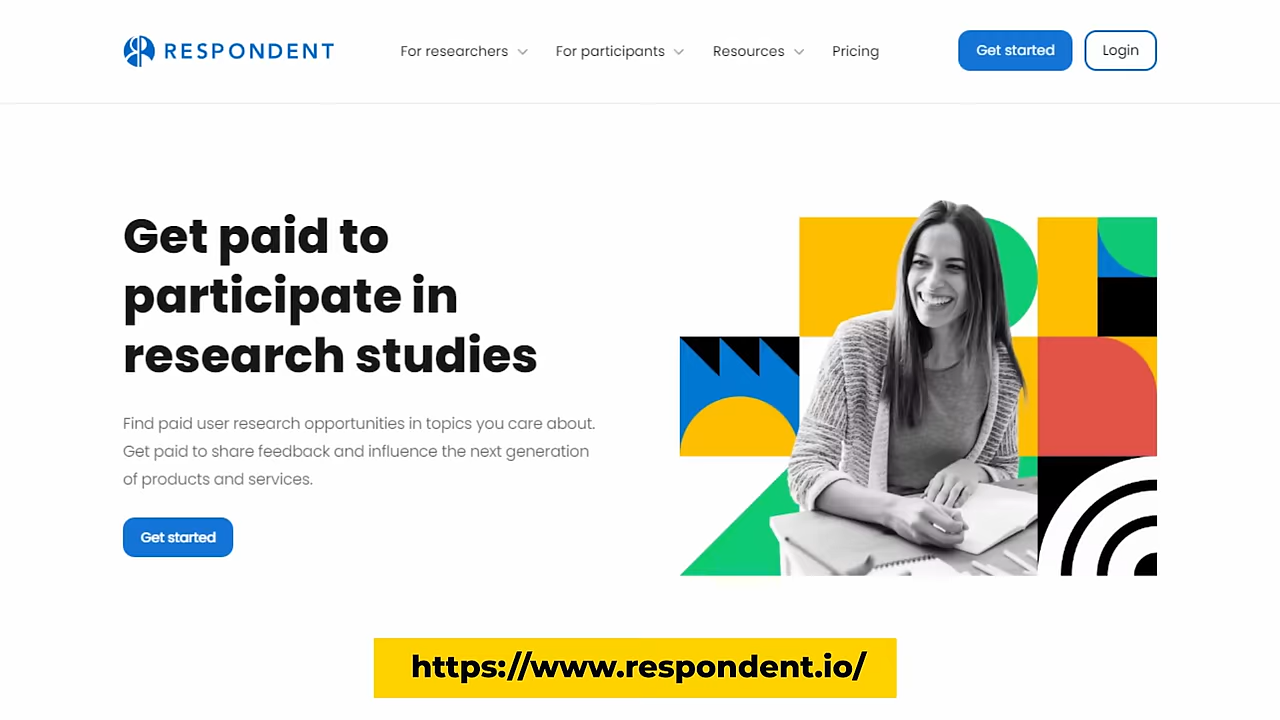 RESPONDENT
For researchers
For participants
Resources
Pricing
Get started
Login
Get paid to
participate in
research studies
Find paid user research opportunities in topics you care about.
Get paid to share feedback and influence the next generation
of products and services.
Get started
https://www.respondent.io/